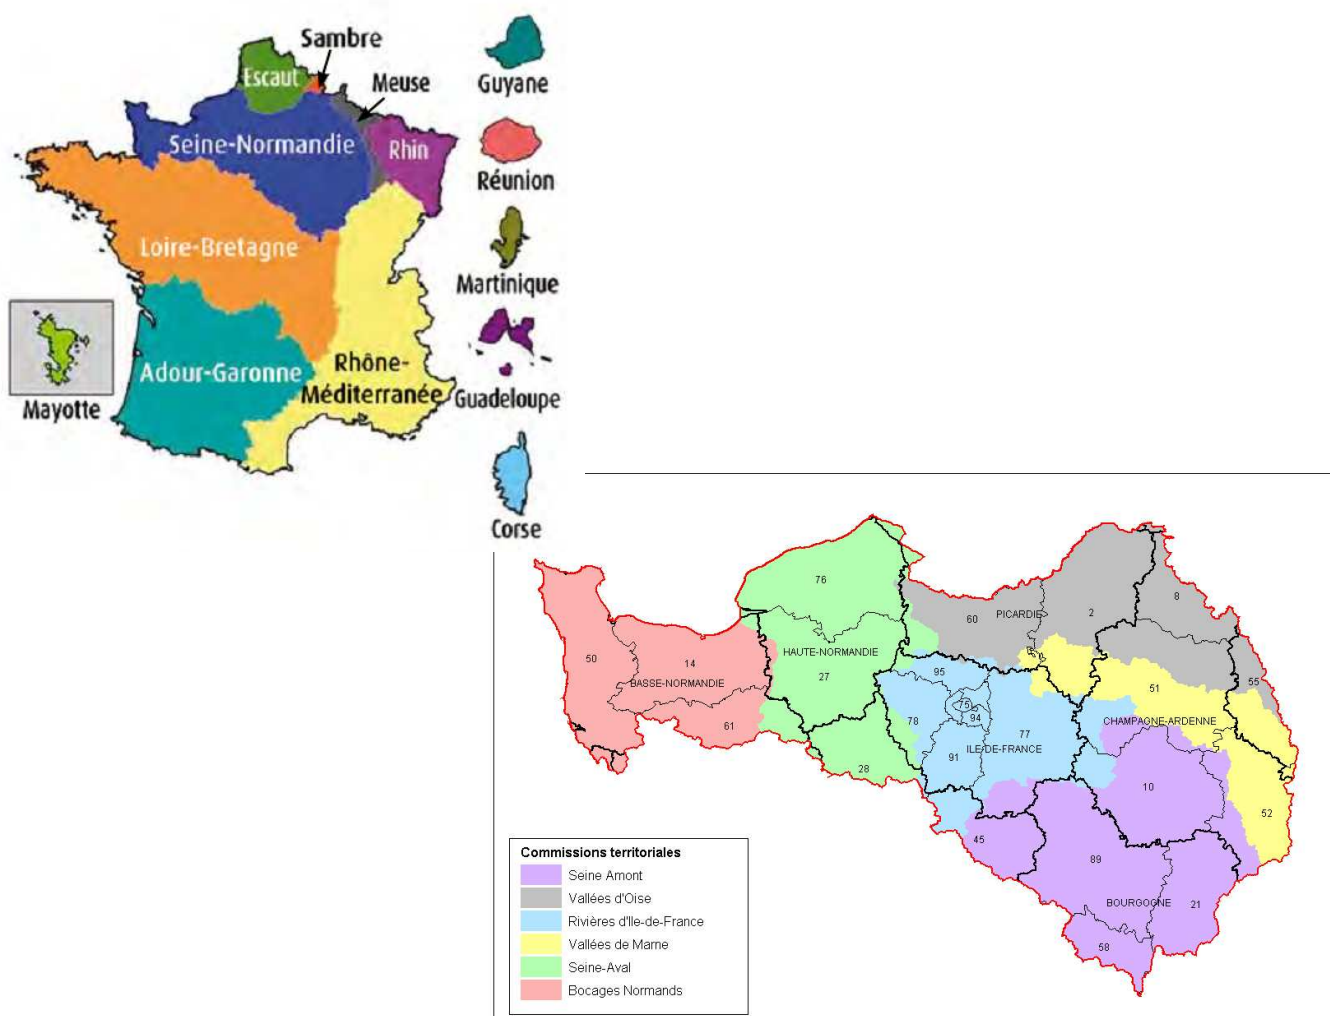 Sambre
Escaut
Meuse
Guyane
Seine-Normandie
Rhin
Réunion
Loire-Bretagne
Martinique
Adour-Garonne
Rhône-
Méditerranée
Mayotte
Guadeloupe
Corse
76
8
2
60
PICARDIE
50
14
HAUTE-NORMANDIE
BASSE-NORMANDIE
27
95
51
55
61
78
75
94
CHAMPAGNE-ARDENNE
77
ILE-DE-FRANCE
91
28
10
52
45
89
BOURGOGNE
21
58
Commissions territoriales
Seine Amont
Vallées d'Oise
Rivières d'Ile-de-France
Vallées de Marne
Seine-Aval
Bocages Normands